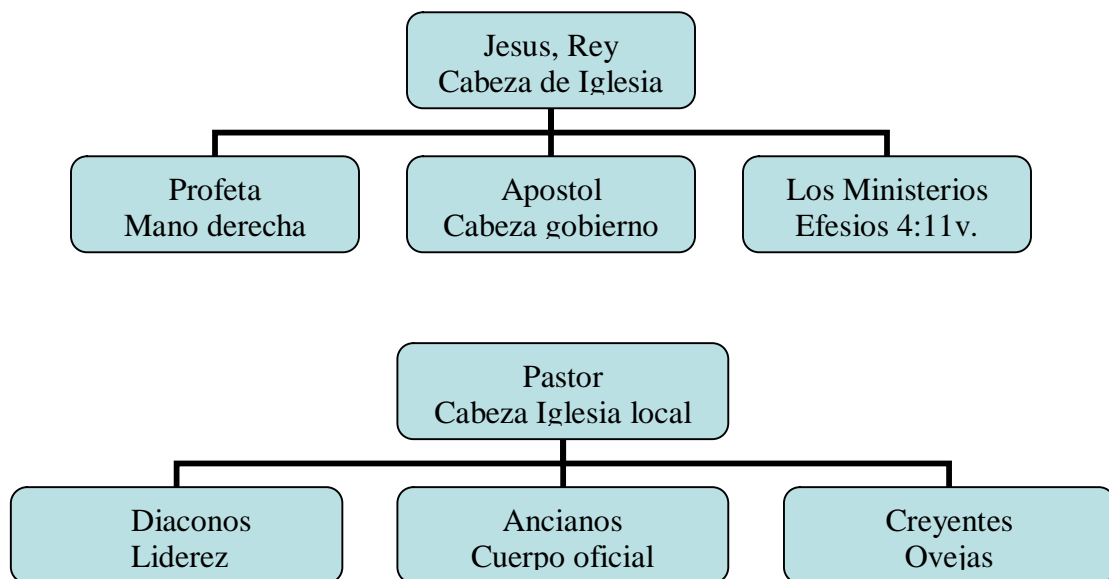 Jesus, Rey
Cabeza de Iglesia
Profeta
Mano derecha
Apostol
Cabeza gobierno
Los Ministerios
Efesios 4:11v.
Pastor
Cabeza Iglesia local
Diaconos
Liderez
Ancianos
Cuerpo oficial
Creyentes
Ovejas